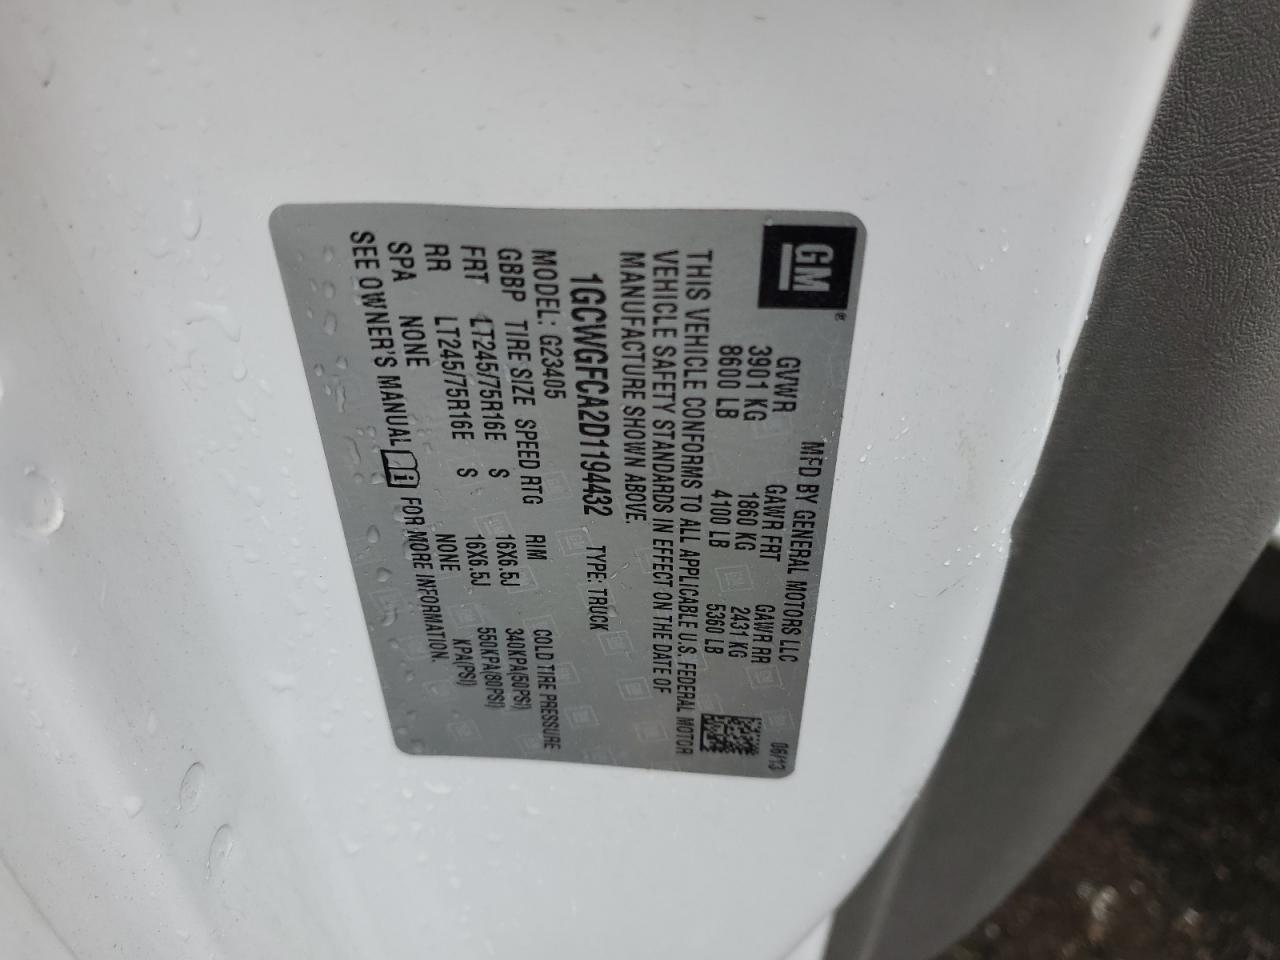 GM®
MFD BY GENERAL MOTORS LLC 06/13
GVWR GAWR FRT GAWR RR
3901 KG 1860 KG 2431 KG
8600 LB 4100 LB 5360 LB
THIS VEHICLE CONFORMS TO ALL APPLICABLE U.S. FEDERAL MOTOR
VEHICLE SAFETY STANDARDS IN EFFECT ON THE DATE OF
MANUFACTURE SHOWN ABOVE.
1GCWGFCA2D1194432 TYPE: TRUCK
MODEL: G23405
GBBP TIRE SIZE SPEED RTG RIM COLD TIRE PRESSURE
FRT LT245/75R16E S 16X6.5J 340KPA(50PSI)
RR LT245/75R16E S 16X6.5J 550KPA(80PSI)
SPA NONE NONE KPA(PSI)
SEE OWNER'S MANUAL FOR MORE INFORMATION.